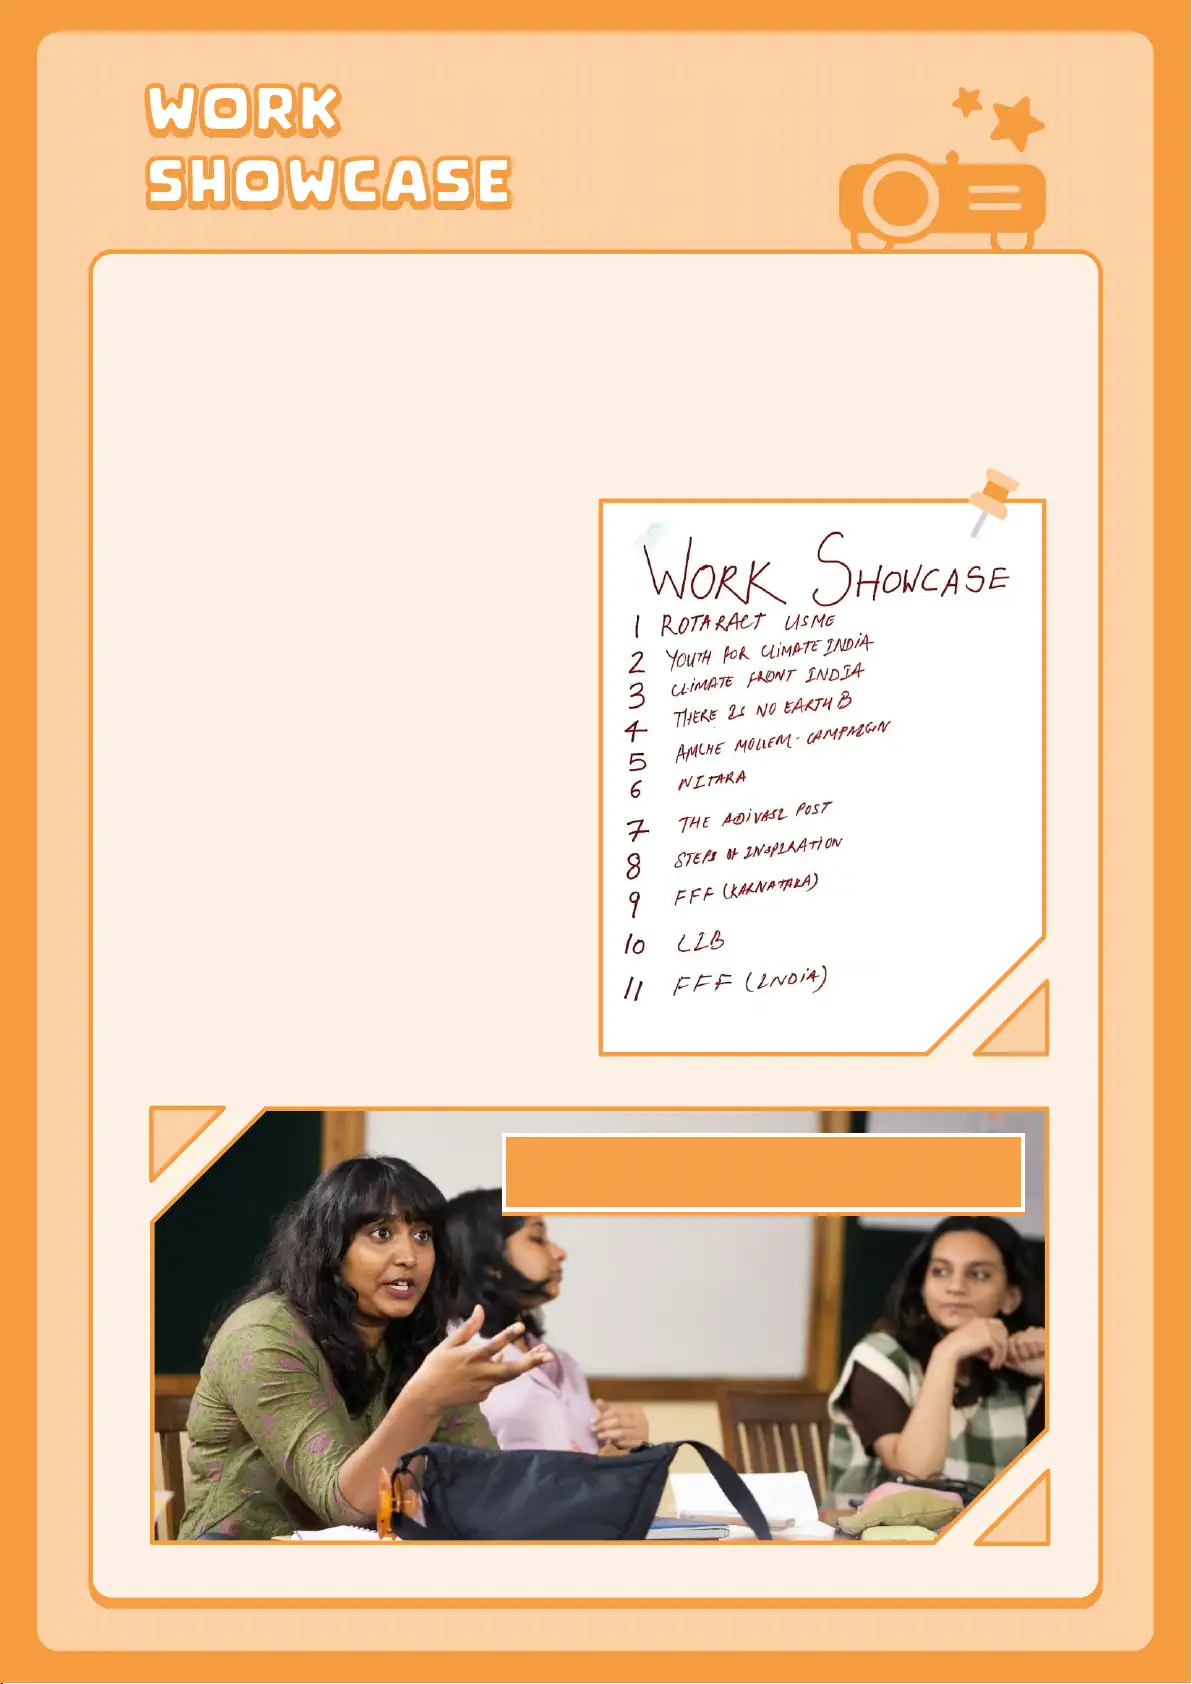 WORK
SHOWCASE
WORK SHOWCASE
1 ROTARACT USME
2 YOUTH FOR CLIMATE INDIA
3 CLIMATE FRONT INDIA
4 THERE IS NO EARTH B
5 AMCHE MOLLEM - CAMPAIGN
6 NITARA
7 THE ADIVASI POST
8 STEPS OF INSPIRATION
9 FFF (KARNATAKA)
10 LIB
11 FFF (INDIA)